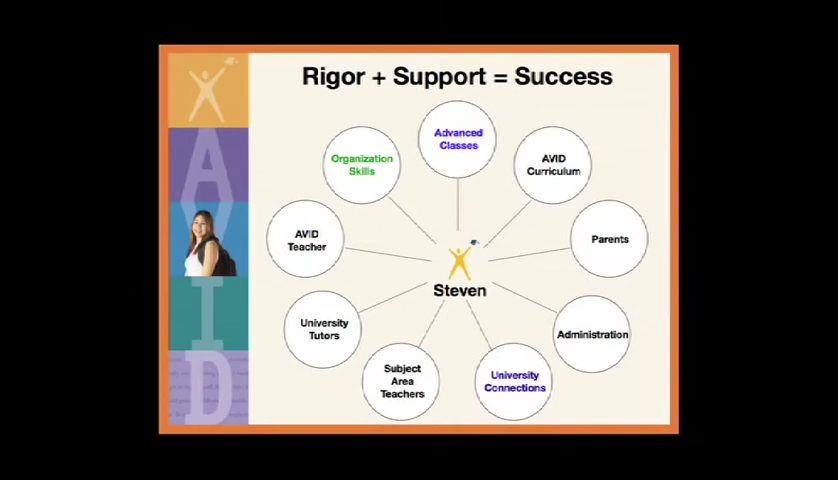 Rigor + Support = Success
Advanced
Classes
Organization
Skills
AVID
Curriculum
AVID
Teacher
Parents
Steven
University
Tutors
Administration
Subject
Area
Teachers
University
Connections
A
V
I
D